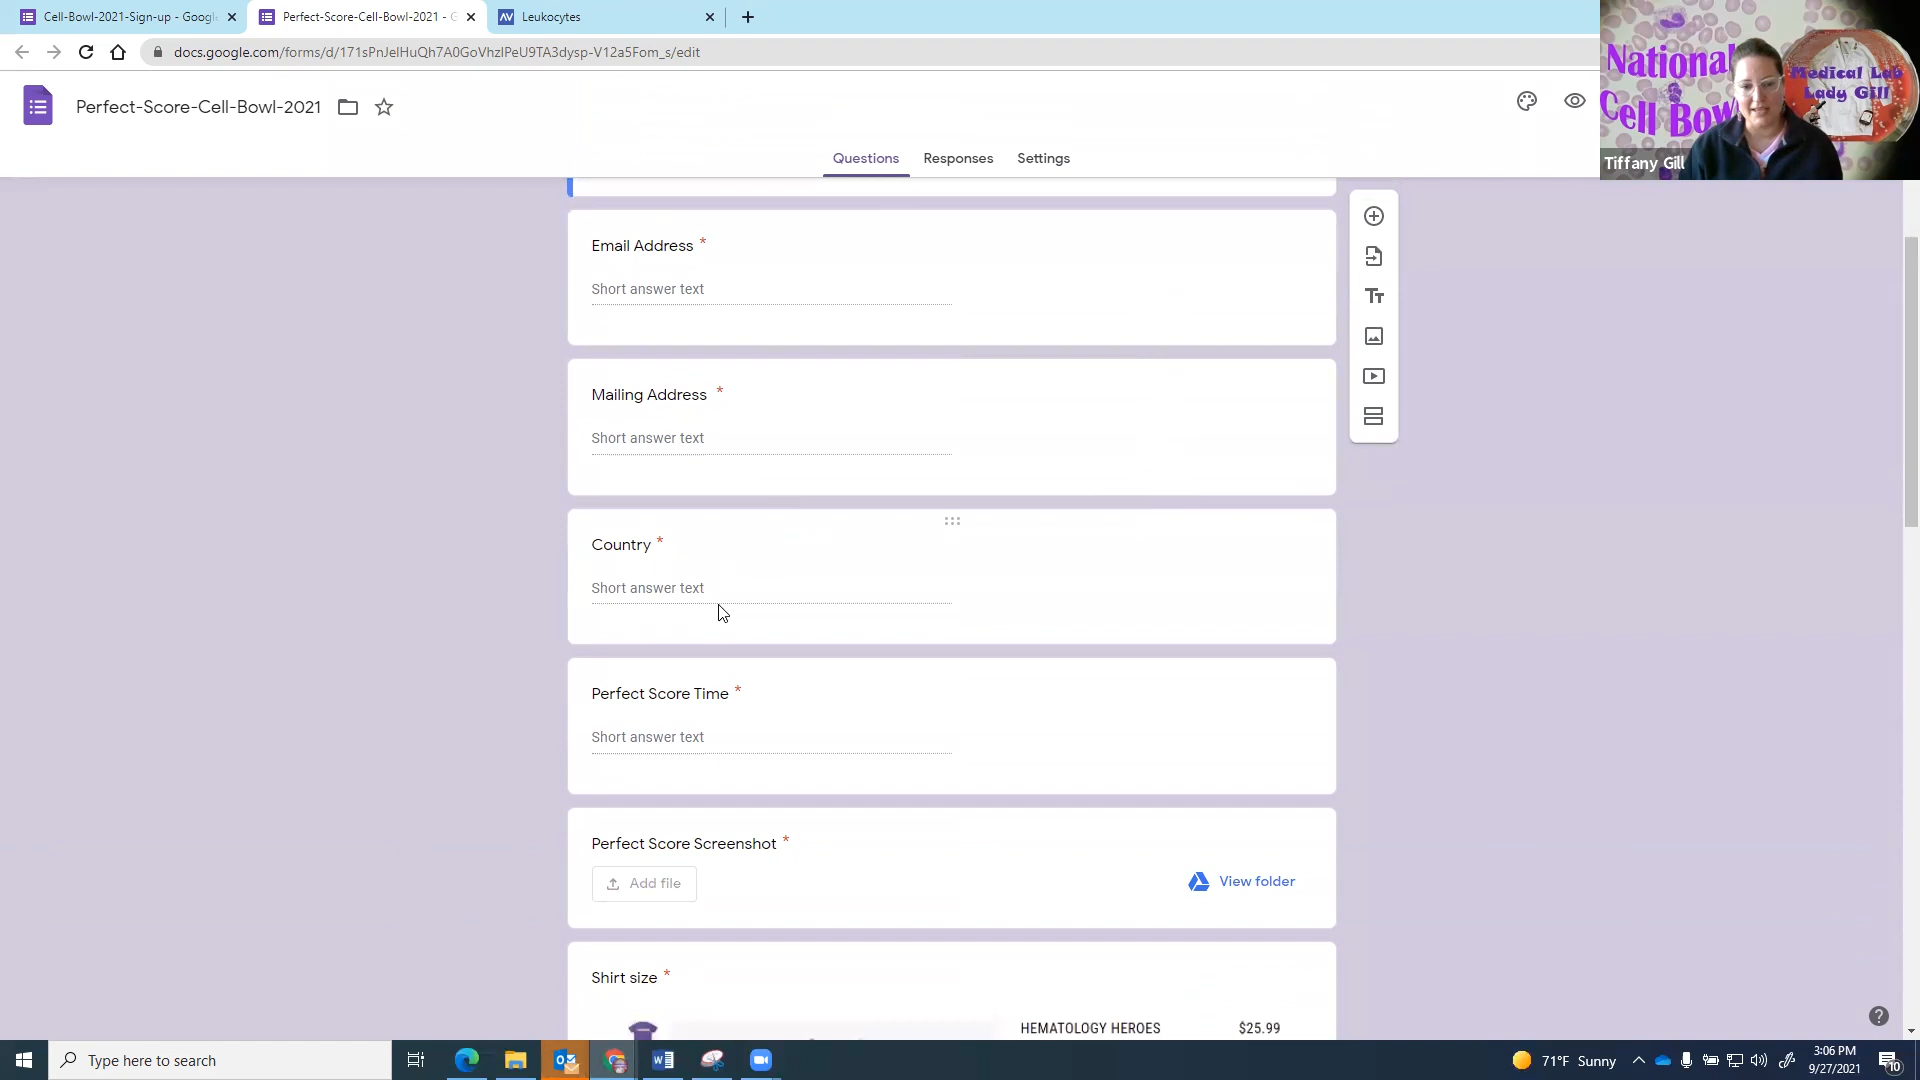 Cell-Bowl-2021-Sign-up - Googl
Perfect-Score-Cell-Bowl-2021 - G
AV Leukocytes
docs.google.com/forms/d/171sPnJelHuQh7A0GoVhzlPeU9TA3dysp-V12a5Fom_s/edit
National
Cell Bow
Medical Lab
Lady Gill
Tiffany Gill
Perfect-Score-Cell-Bowl-2021
Questions Responses Settings
Email Address *
Short answer text
Mailing Address *
Short answer text
Country *
Short answer text
Perfect Score Time *
Short answer text
Perfect Score Screenshot *
Add file
View folder
Shirt size *
HEMATOLOGY HEROES $25.99
Type here to search
71°F Sunny
3:06 PM
9/27/2021
10